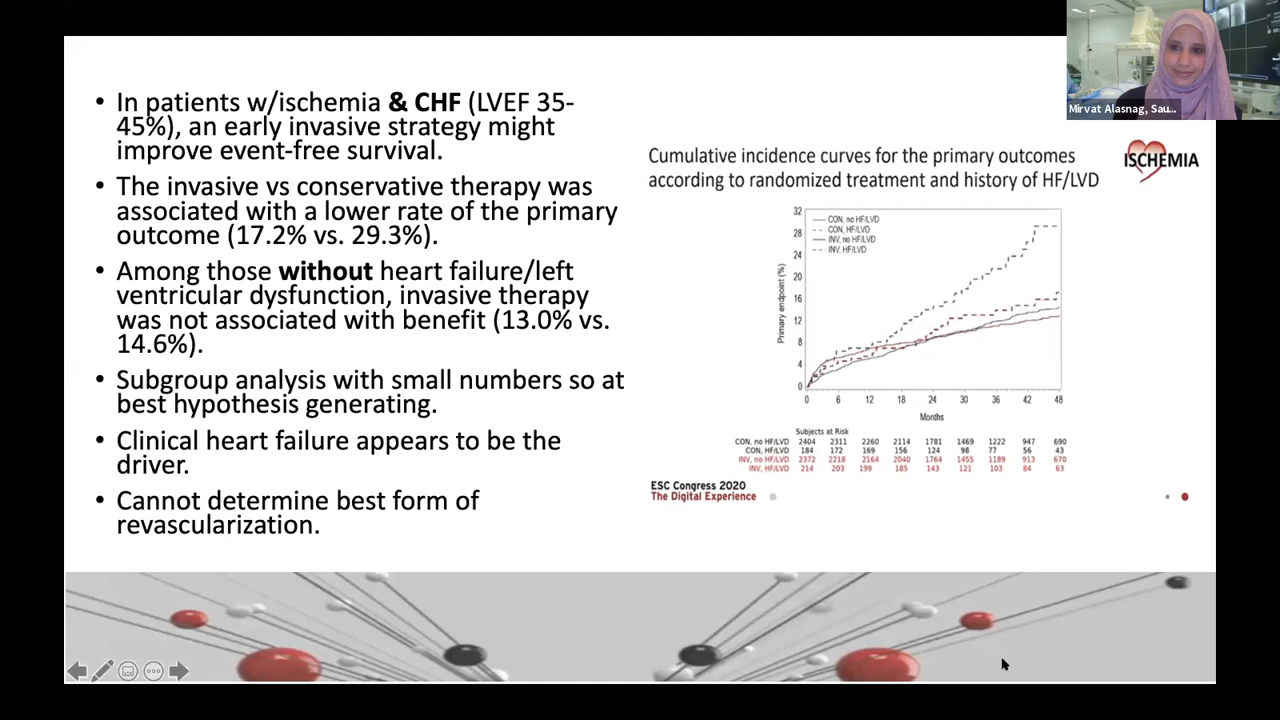 Mirvat Alasnag, Sau...
• In patients w/ischemia & CHF (LVEF 35-
45%), an early invasive strategy might
improve event-free survival.
• The invasive vs conservative therapy was
associated with a lower rate of the primary
outcome (17.2% vs. 29.3%).
• Among those without heart failure/left
ventricular dysfunction, invasive therapy
was not associated with benefit (13.0% vs.
14.6%).
• Subgroup analysis with small numbers so at
best hypothesis generating.
• Clinical heart failure appears to be the
driver.
• Cannot determine best form of
revascularization.
Cumulative incidence curves for the primary outcomes
according to randomized treatment and history of HF/LVD
ISCHEMIA
CON, no HF/LVD
CON, HF/LVD
INV, no HF/LVD
INV, HF/LVD
Primary endpoint (%)
32
28
24
20
16
12
8
4
0
0 6 12 18 24 30 36 42 48
Months
Subjects at Risk
CON, no HF/LVD 2404 2311 2260 2114 1781 1469 1222 947 690
CON, HF/LVD 184 172 169 156 124 98 77 56 43
INV, no HF/LVD 2372 2218 2164 2040 1764 1455 1189 913 670
INV, HF/LVD 214 203 199 185 143 121 103 84 63
ESC Congress 2020
The Digital Experience